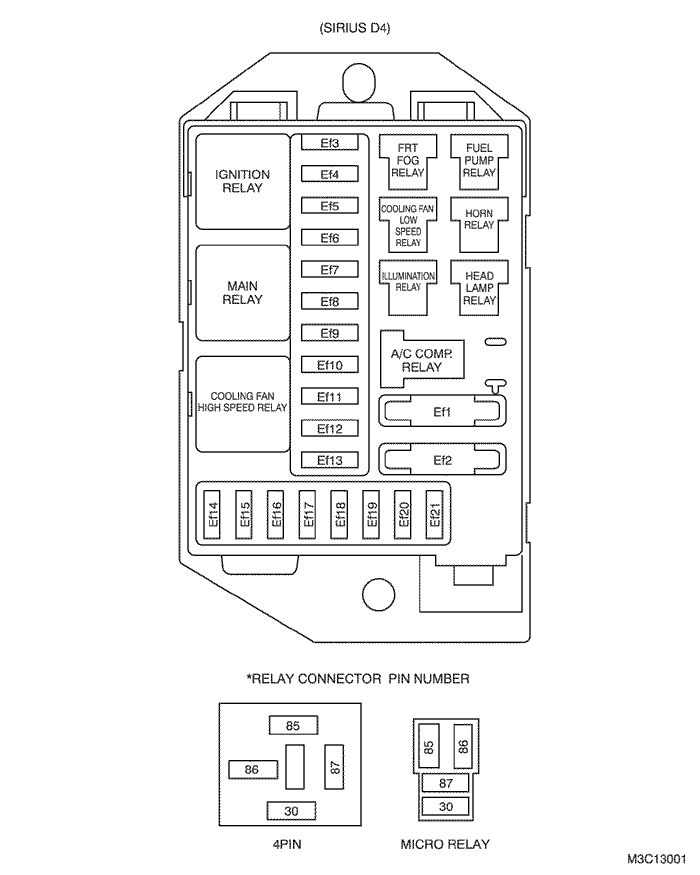 (SIRIUS D4)
IGNITION
RELAY
MAIN
RELAY
COOLING FAN
HIGH SPEED RELAY
Ef3
Ef4
Ef5
Ef6
Ef7
Ef8
Ef9
Ef10
Ef11
Ef12
Ef13
FRT
FOG
RELAY
FUEL
PUMP
RELAY
COOLING FAN
LOW
SPEED
RELAY
HORN
RELAY
ILLUMINATION
RELAY
HEAD
LAMP
RELAY
A/C COMP.
RELAY
Ef1
Ef2
Ef14
Ef15
Ef16
Ef17
Ef18
Ef19
Ef20
Ef21
*RELAY CONNECTOR PIN NUMBER
85
86
87
30
4PIN
85
86
87
30
MICRO RELAY
M3C13001